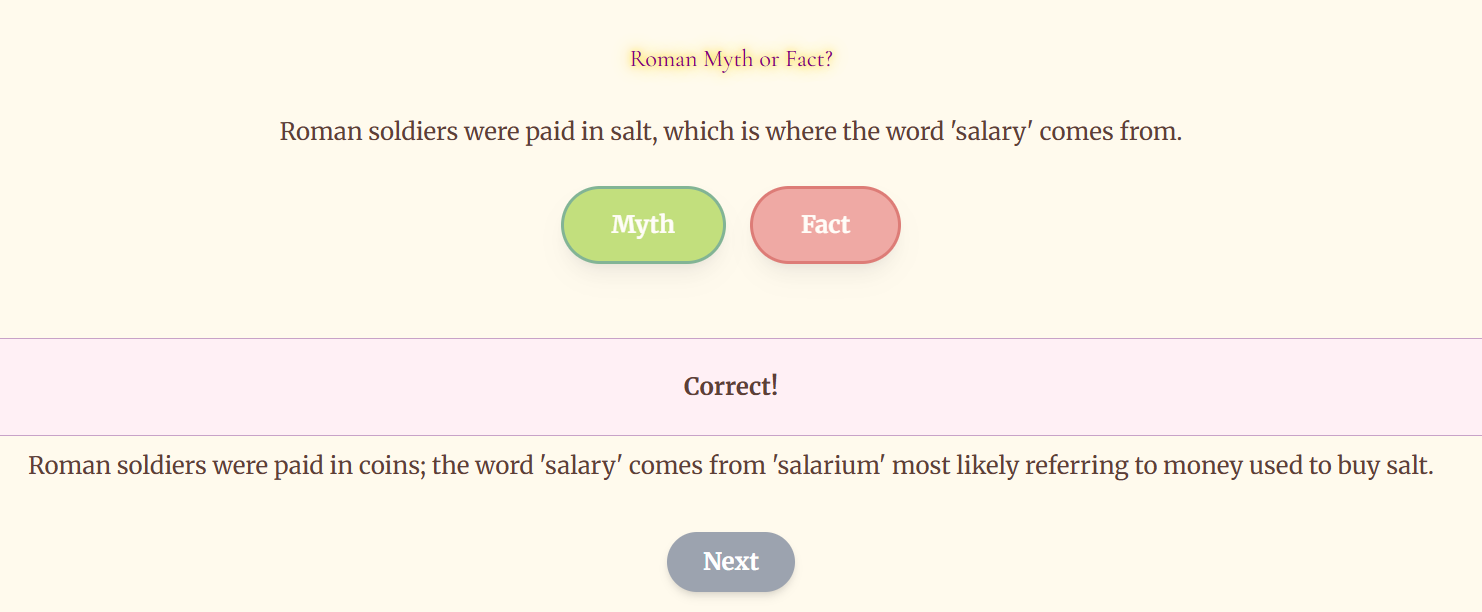 Roman Myth or Fact?
Roman soldiers were paid in salt, which is where the word 'salary' comes from.
Myth Fact
Correct!
Roman soldiers were paid in coins; the word 'salary' comes from 'salarium' most likely referring to money used to buy salt.
Next